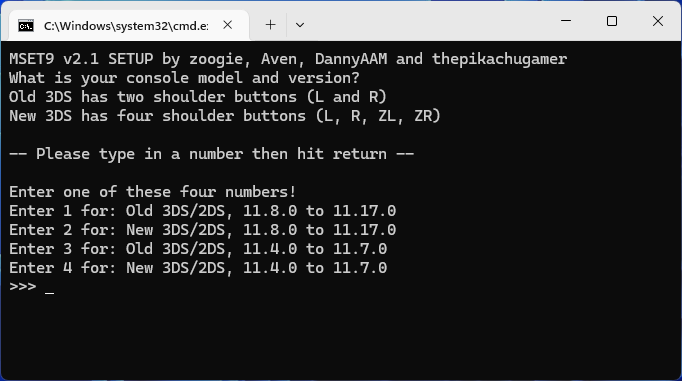 C:\Windows\system32\cmd.e
MSET9 v2.1 SETUP by zoogie, Aven, DannyAAM and thepikachugamer
What is your console model and version?
Old 3DS has two shoulder buttons (L and R)
New 3DS has four shoulder buttons (L, R, ZL, ZR)
-- Please type in a number then hit return --
Enter one of these four numbers!
Enter 1 for: Old 3DS/2DS, 11.8.0 to 11.17.0
Enter 2 for: New 3DS/2DS, 11.8.0 to 11.17.0
Enter 3 for: Old 3DS/2DS, 11.4.0 to 11.7.0
Enter 4 for: New 3DS/2DS, 11.4.0 to 11.7.0
>>> _